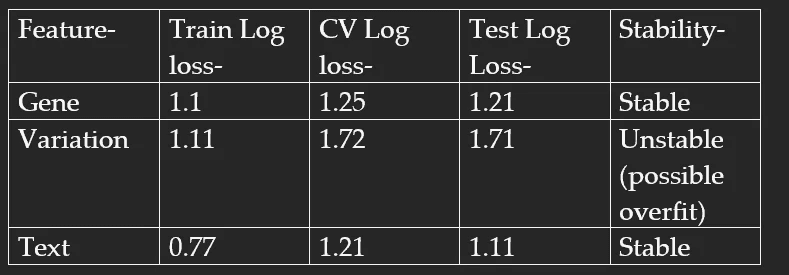 Feature- Train Log loss- CV Log loss- Test Log Loss- Stability-
Gene 1.1 1.25 1.21 Stable
Variation 1.11 1.72 1.71 Unstable (possible overfit)
Text 0.77 1.21 1.11 Stable